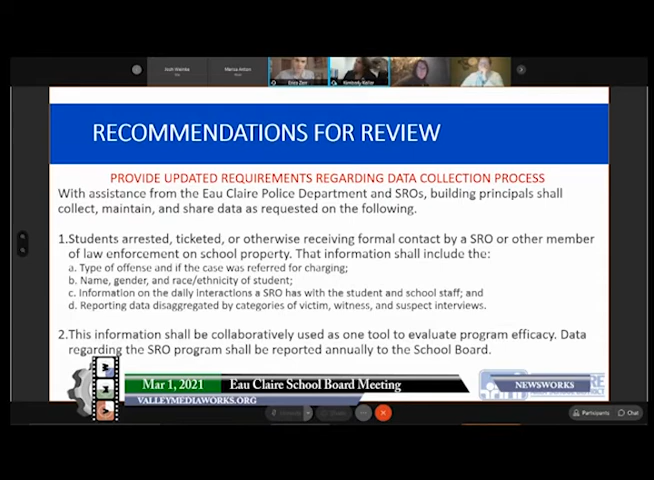 RECOMMENDATIONS FOR REVIEW
PROVIDE UPDATED REQUIREMENTS REGARDING DATA COLLECTION PROCESS
With assistance from the Eau Claire Police Department and SROs, building principals shall
collect, maintain, and share data as requested on the following.
1.Students arrested, ticketed, or otherwise receiving formal contact by a SRO or other member
of law enforcement on school property. That information shall include the:
a. Type of offense and if the case was referred for charging;
b. Name, gender, and race/ethnicity of student;
c. Information on the daily interactions a SRO has with the student and school staff; and
d. Reporting data disaggregated by categories of victim, witness, and suspect interviews.
2.This information shall be collaboratively used as one tool to evaluate program efficacy. Data
regarding the SRO program shall be reported annually to the School Board.
Mar 1, 2021 Eau Claire School Board Meeting
NEWSWORKS
VALLEYMEDIAWORKS.ORG
Participants Chat